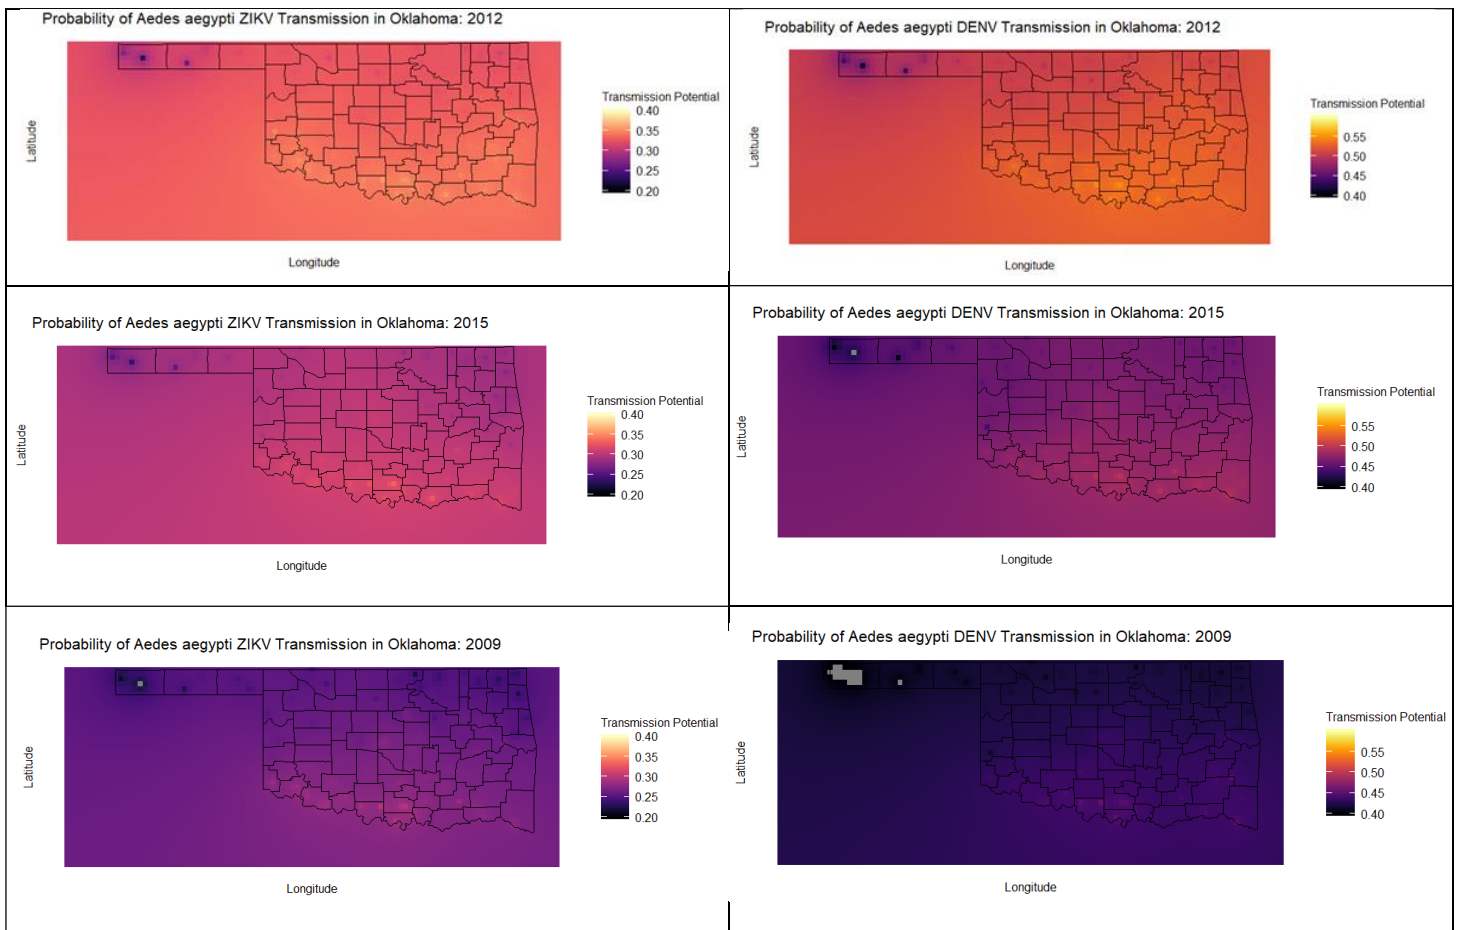 Probability of Aedes aegypti ZIKV Transmission in Oklahoma: 2012
Latitude
Longitude
Transmission Potential
0.40
0.35
0.30
0.25
0.20
Probability of Aedes aegypti DENV Transmission in Oklahoma: 2012
Latitude
Longitude
Transmission Potential
0.55
0.50
0.45
0.40
Probability of Aedes aegypti ZIKV Transmission in Oklahoma: 2015
Latitude
Longitude
Transmission Potential
0.40
0.35
0.30
0.25
0.20
Probability of Aedes aegypti DENV Transmission in Oklahoma: 2015
Latitude
Longitude
Transmission Potential
0.55
0.50
0.45
0.40
Probability of Aedes aegypti ZIKV Transmission in Oklahoma: 2009
Latitude
Longitude
Transmission Potential
0.40
0.35
0.30
0.25
0.20
Probability of Aedes aegypti DENV Transmission in Oklahoma: 2009
Latitude
Longitude
Transmission Potential
0.55
0.50
0.45
0.40